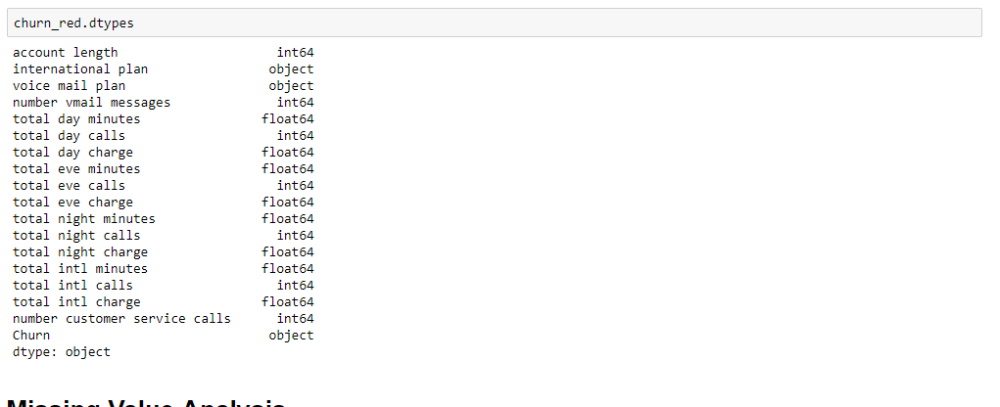 churn_red.dtypes
account length int64
international plan object
voice mail plan object
number vmail messages int64
total day minutes float64
total day calls int64
total day charge float64
total eve minutes float64
total eve calls int64
total eve charge float64
total night minutes float64
total night calls int64
total night charge float64
total intl minutes float64
total intl calls int64
total intl charge float64
number customer service calls int64
Churn object
dtype: object
Missing Value Analysis